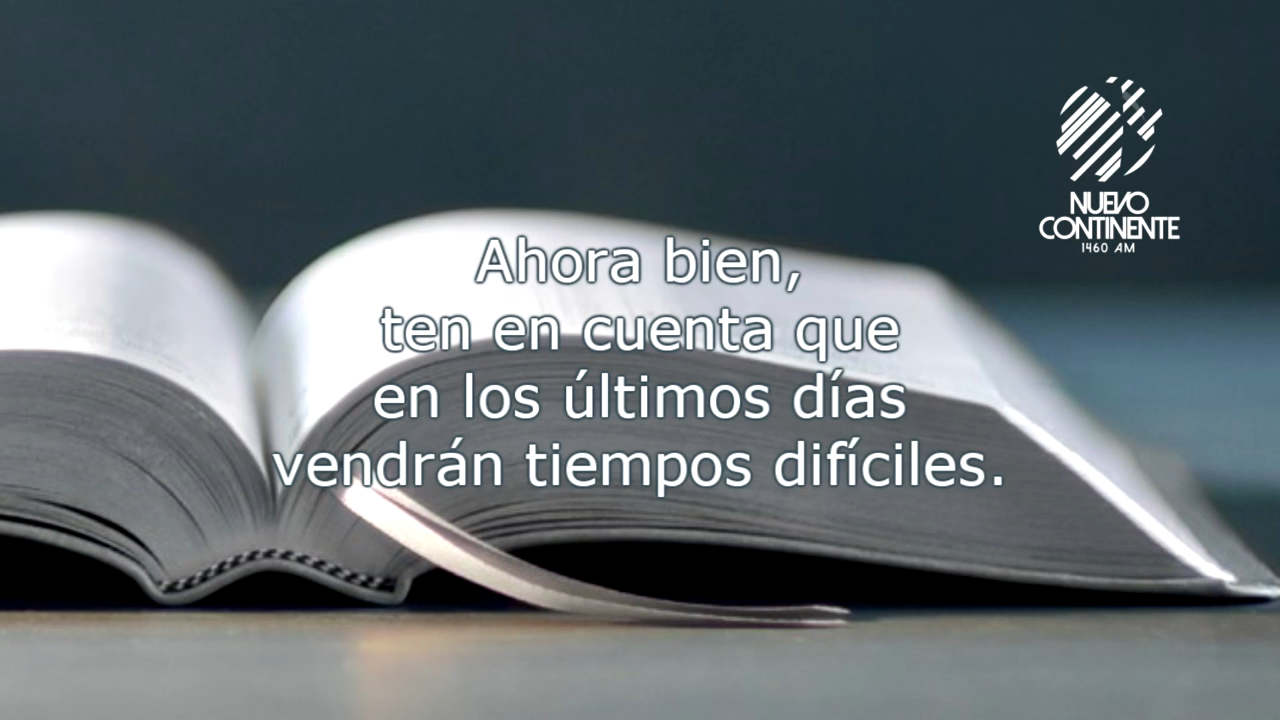 NUEVO
CONTINENTE
1460 AM
Ahora bien,
ten en cuenta que
en los últimos días
vendrán tiempos difíciles.